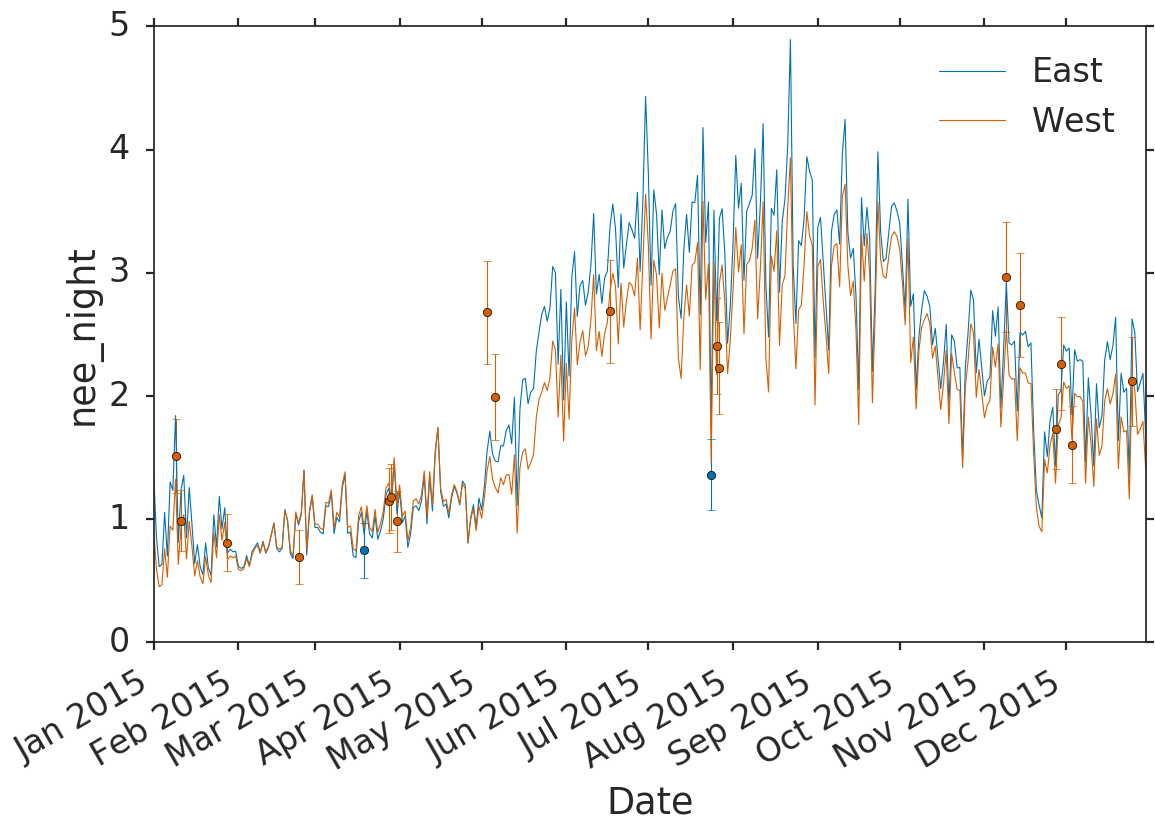 5
4
3
2
1
0
nee_night
East
West
Jan 2015
Feb 2015
Mar 2015
Apr 2015
May 2015
Jun 2015
Jul 2015
Aug 2015
Sep 2015
Oct 2015
Nov 2015
Dec 2015
Date